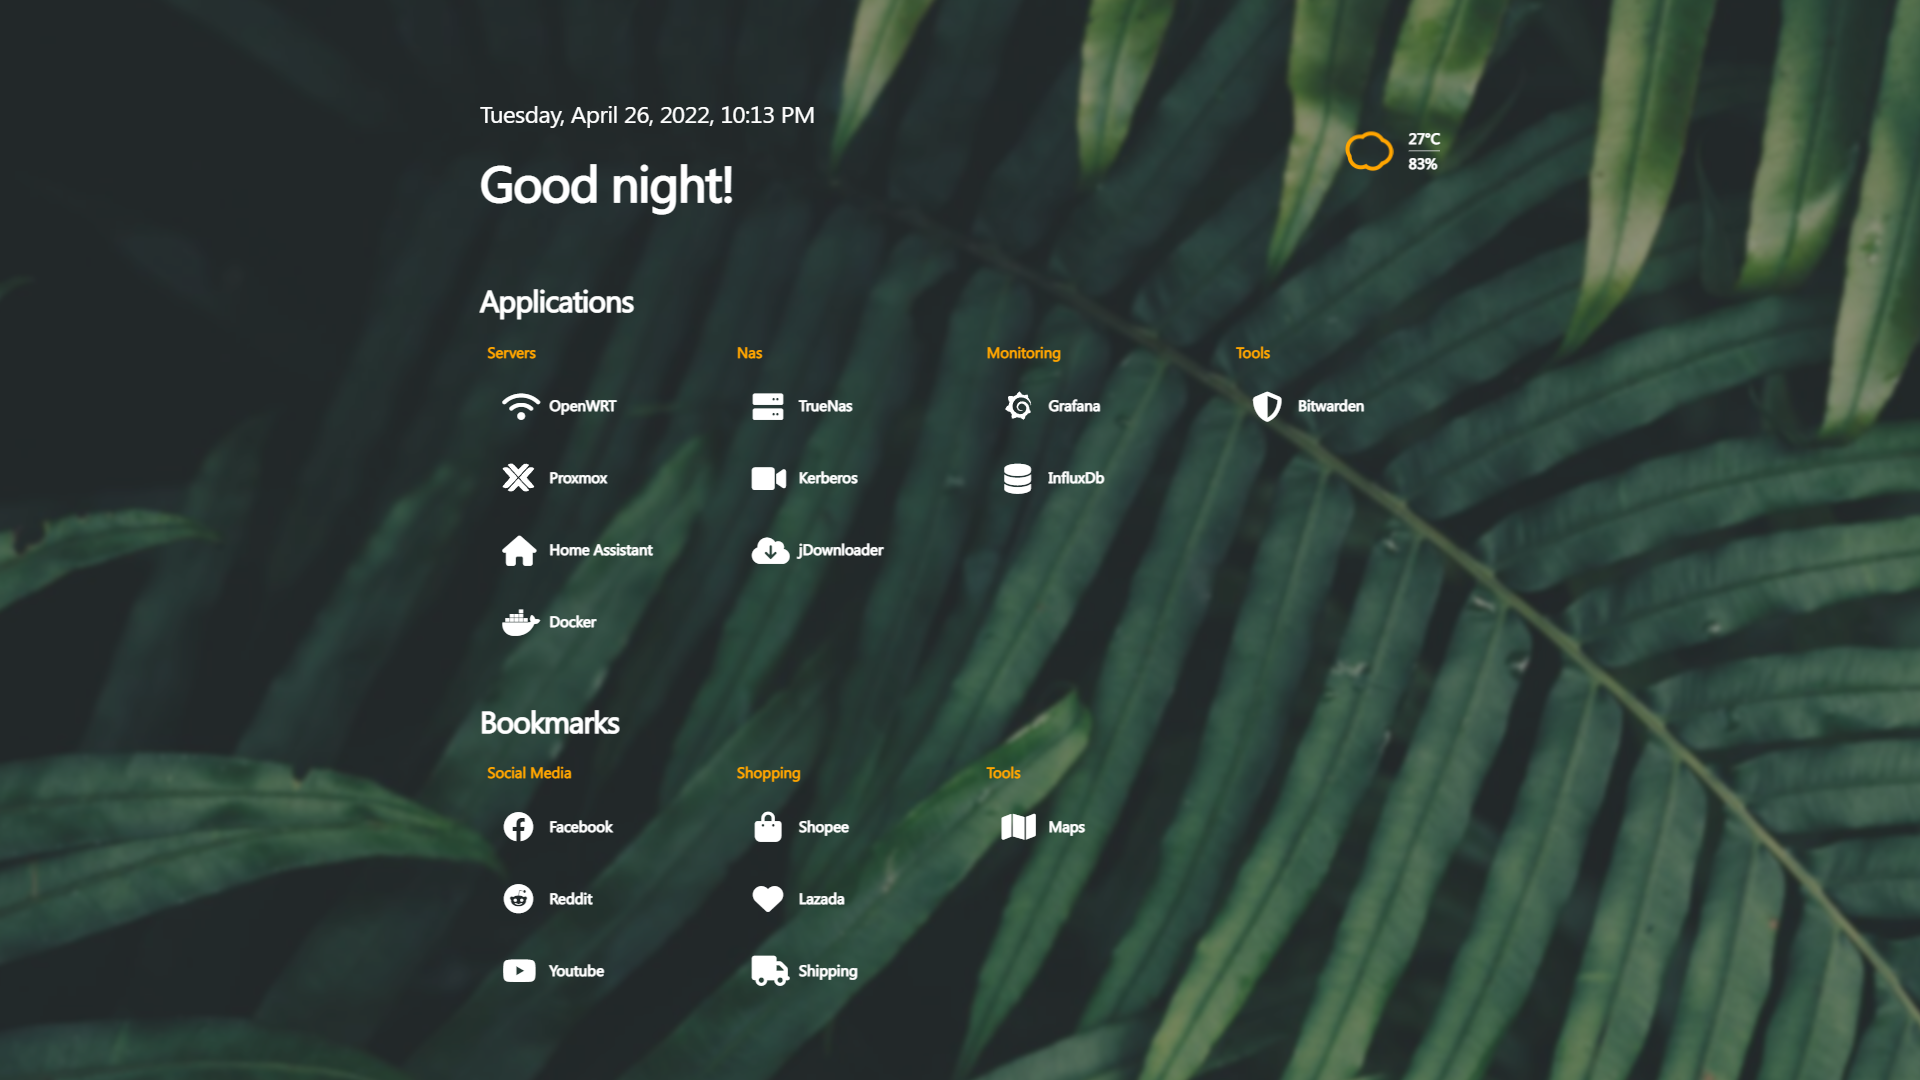 Tuesday, April 26, 2022, 10:13 PM
27°C
83%
Good night!
Applications
Servers
OpenWRT
Proxmox
Home Assistant
Docker
Nas
TrueNas
Kerberos
jDownloader
Monitoring
Grafana
InfluxDb
Tools
Bitwarden
Bookmarks
Social Media
Facebook
Reddit
Youtube
Shopping
Shopee
Lazada
Shipping
Tools
Maps